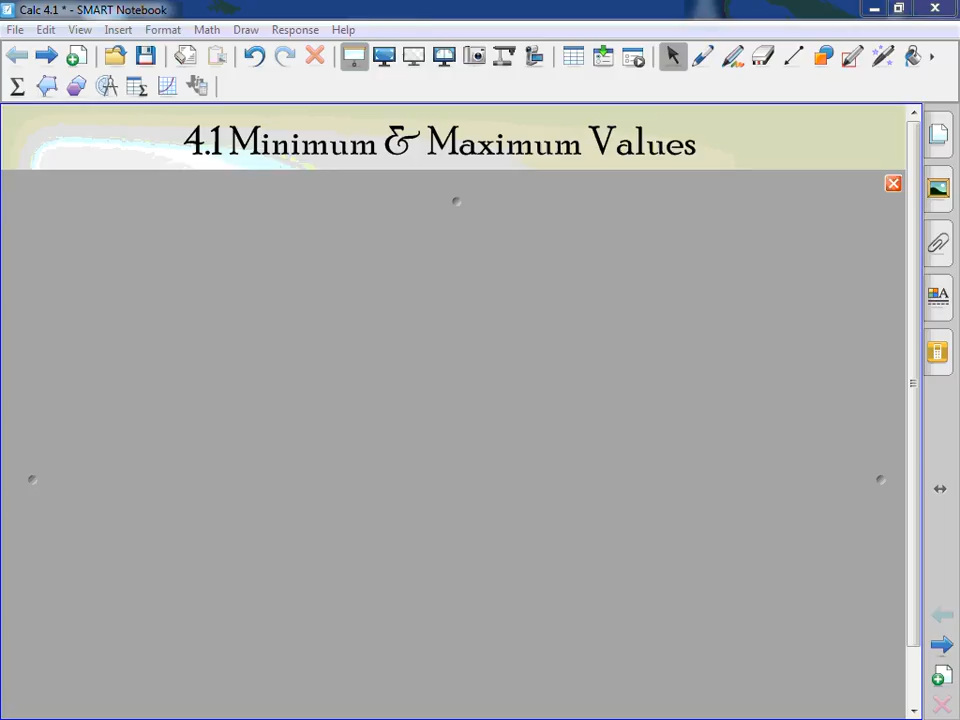 Calc 4.1 * - SMART Notebook
File Edit View Insert Format Math Draw Response Help
4.1 Minimum & Maximum Values